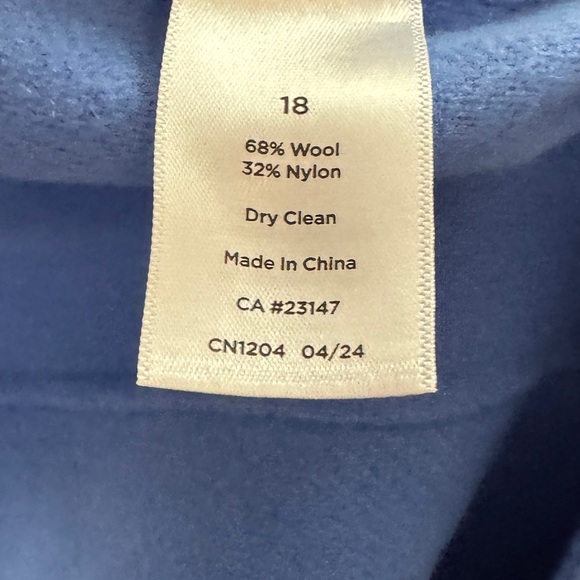 18
68% Wool
32% Nylon
Dry Clean
Made In China
CA #23147
CN1204 04/24